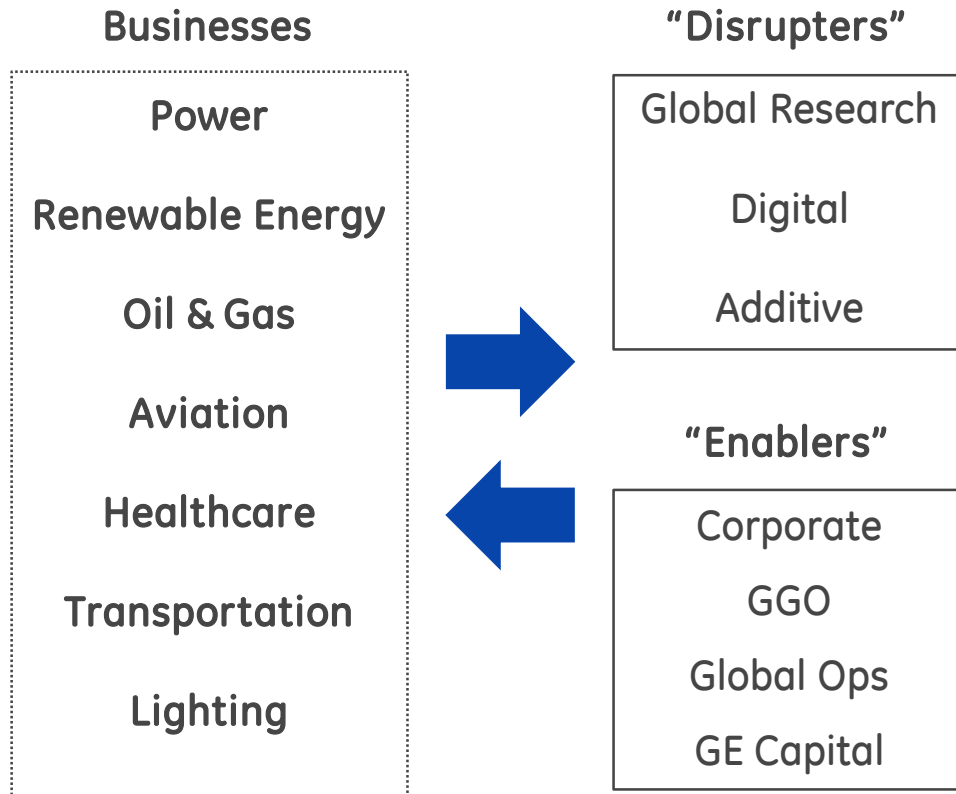 Businesses
Power
Renewable Energy
Oil & Gas
Aviation
Healthcare
Transportation
Lighting
“Disrupters”
Global Research
Digital
Additive
“Enablers”
Corporate
GGO
Global Ops
GE Capital